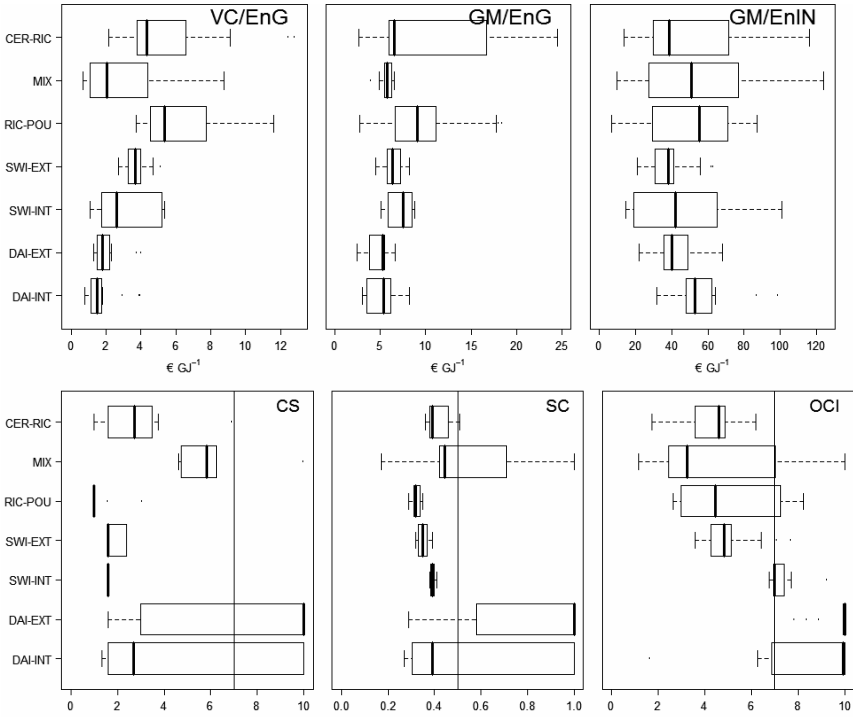 VC/EnG GM/EnG GM/EnIN
CER-RIC
MIX
RIC-POU
SWI-EXT
SWI-INT
DAI-EXT
DAI-INT
0 2 4 6 8 10 12 0 5 10 15 20 25 0 20 40 60 80 100 120
€ GJ⁻¹ € GJ⁻¹ € GJ⁻¹
CS SC OCI
CER-RIC
MIX
RIC-POU
SWI-EXT
SWI-INT
DAI-EXT
DAI-INT
0 2 4 6 8 10 0.0 0.2 0.4 0.6 0.8 1.0 0 2 4 6 8 10